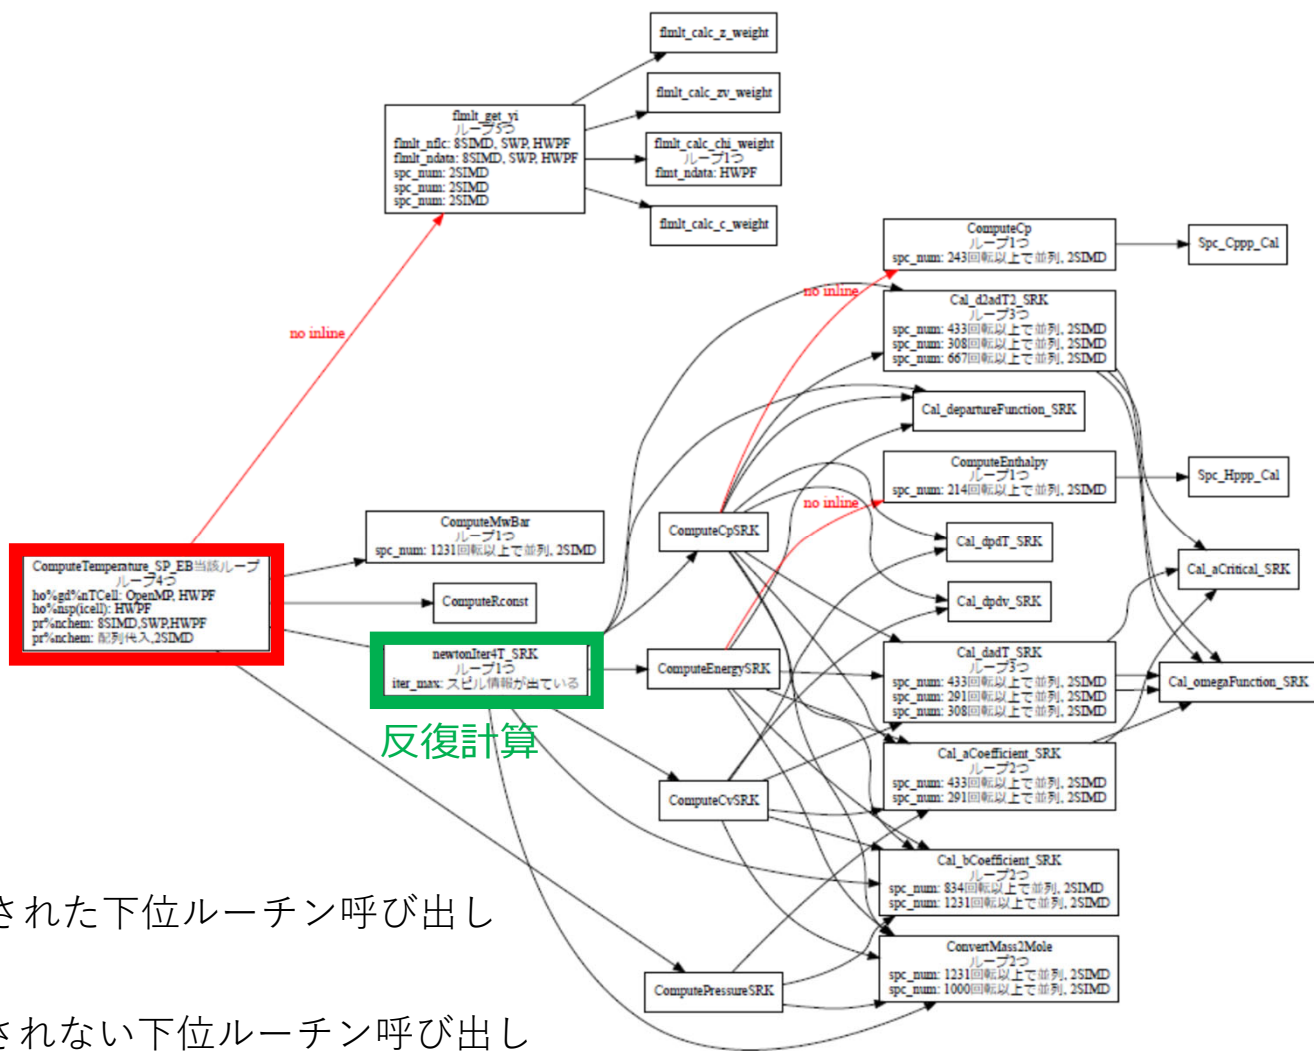 flmlt_calc_z_weight
flmlt_calc_zv_weight
flmlt_get_yi
ループ5つ
flmlt_nflc: 8SIMD, SWP, HWPF
flmlt_ndata: 8SIMD, SWP, HWPF
spc_num: 2SIMD
spc_num: 2SIMD
spc_num: 2SIMD
flmlt_calc_chi_weight
ループ1つ
flmt_ndata: HWPF
flmlt_calc_c_weight
ComputeCp
ループ1つ
spc_num: 243回転以上で並列, 2SIMD
Spc_Cppp_Cal
no inline
no inline
Cal_d2adT2_SRK
ループ3つ
spc_num: 433回転以上で並列, 2SIMD
spc_num: 308回転以上で並列, 2SIMD
spc_num: 667回転以上で並列, 2SIMD
Cal_departureFunction_SRK
ComputeEnthalpy
ループ1つ
spc_num: 214回転以上で並列, 2SIMD
Spc_Hppp_Cal
no inline
ComputeMwBar
ループ1つ
spc_num: 1231回転以上で並列, 2SIMD
ComputeCpSRK
Cal_dpdT_SRK
Cal_aCritical_SRK
ComputeTemperature_SP_EB当該ループ
ループ4つ
ho%gd%nTCell: OpenMP, HWPF
ho%nsp(icell): HWPF
pr%nchem: 8SIMD,SWP,HWPF
pr%nchem: 配列代入,2SIMD
ComputeRconst
Cal_dpdv_SRK
newtonIter4T_SRK
ループ1つ
iter_max: スピル情報が出ている
反復計算
ComputeEnergySRK
Cal_dadT_SRK
ループ3つ
spc_num: 433回転以上で並列, 2SIMD
spc_num: 291回転以上で並列, 2SIMD
spc_num: 308回転以上で並列, 2SIMD
Cal_omegaFunction_SRK
Cal_aCoefficient_SRK
ループ2つ
spc_num: 433回転以上で並列, 2SIMD
spc_num: 291回転以上で並列, 2SIMD
ComputeCvSRK
Cal_bCoefficient_SRK
ループ2つ
spc_num: 834回転以上で並列, 2SIMD
spc_num: 1231回転以上で並列, 2SIMD
された下位ルーチン呼び出し
ConvertMass2Mole
ループ2つ
spc_num: 1231回転以上で並列, 2SIMD
spc_num: 1000回転以上で並列, 2SIMD
ComputePressureSRK
されない下位ルーチン呼び出し